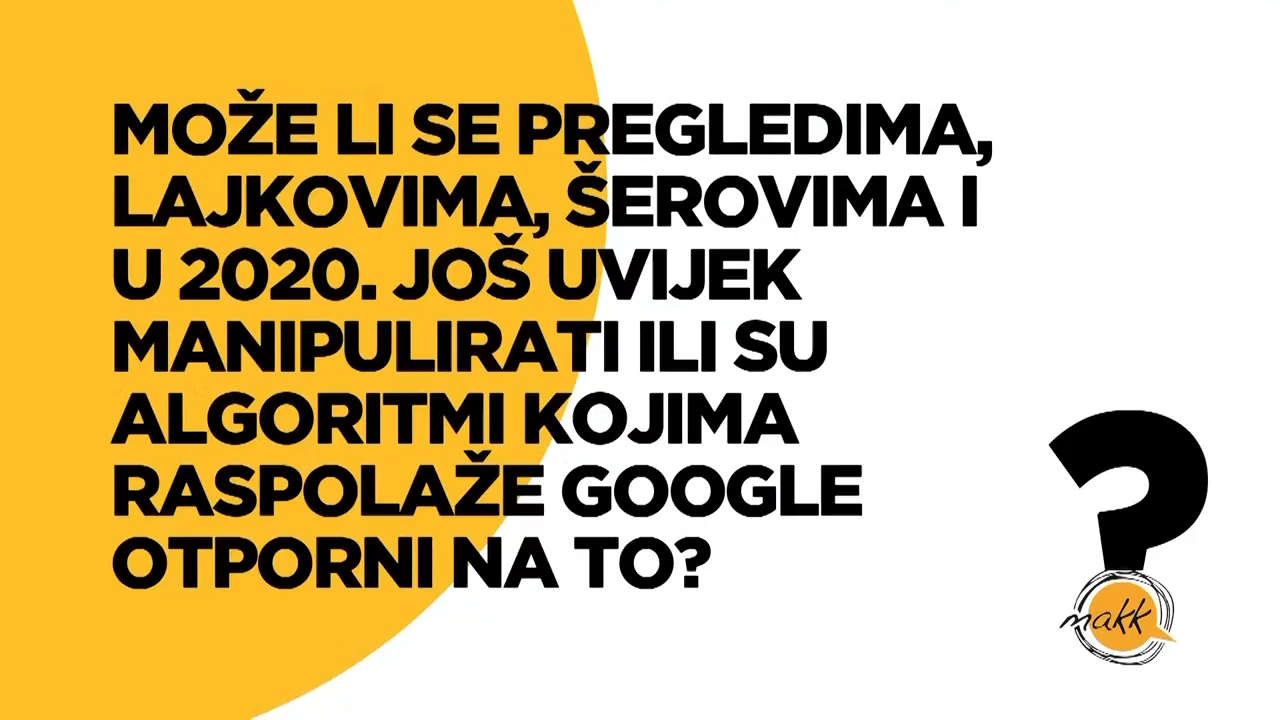 MOŽE LI SE PREGLEDIMA,
LAJKOVIMA, ŠEROVIMA I
U 2020. JOŠ UVIJEK
MANIPULIRATI ILI SU
ALGORITMI KOJIMA
RASPOLAŽE GOOGLE
OTPORNI NA TO?
?
makk